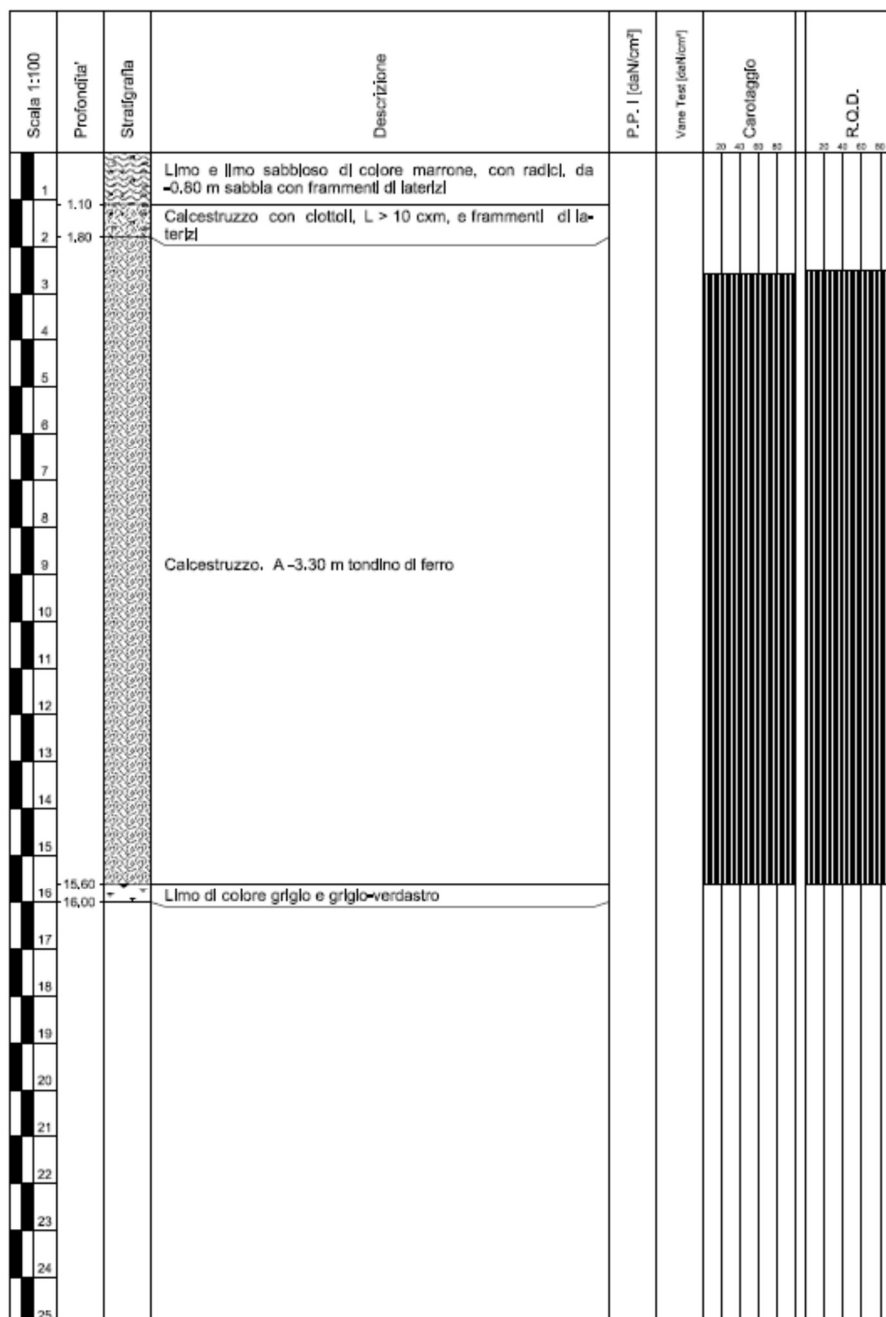 Scala 1:100
Profondita'
Stratigrafia
Descrizione
P.P. I [daN/cm²]
Vane Test [daN/cm²]
Carotaggio
R.Q.D.
20 40 60 80
20 40 60 80
Limo e limo sabbioso di colore marrone, con radici, da
-0.80 m sabbia con frammenti di laterizi
1
1.10
Calcestruzzo con ciottoli, L > 10 cxm, e frammenti di la-
terizi
2
1.80
3
4
5
6
7
8
9
Calcestruzzo. A -3.30 m tondino di ferro
10
11
12
13
14
15
15.60
16
Limo di colore grigio e grigio-verdastro
16.00
17
18
19
20
21
22
23
24
25